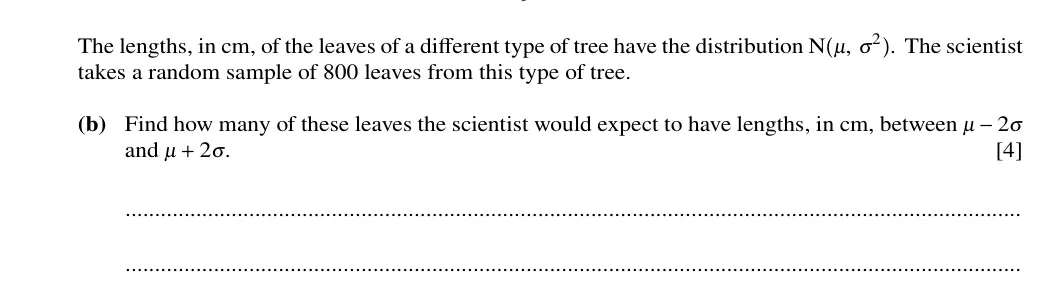 The lengths, in cm, of the leaves of a different type of tree have the distribution N(μ, σ²). The scientist
takes a random sample of 800 leaves from this type of tree.
(b) Find how many of these leaves the scientist would expect to have lengths, in cm, between μ – 2σ
and μ + 2σ. [4]